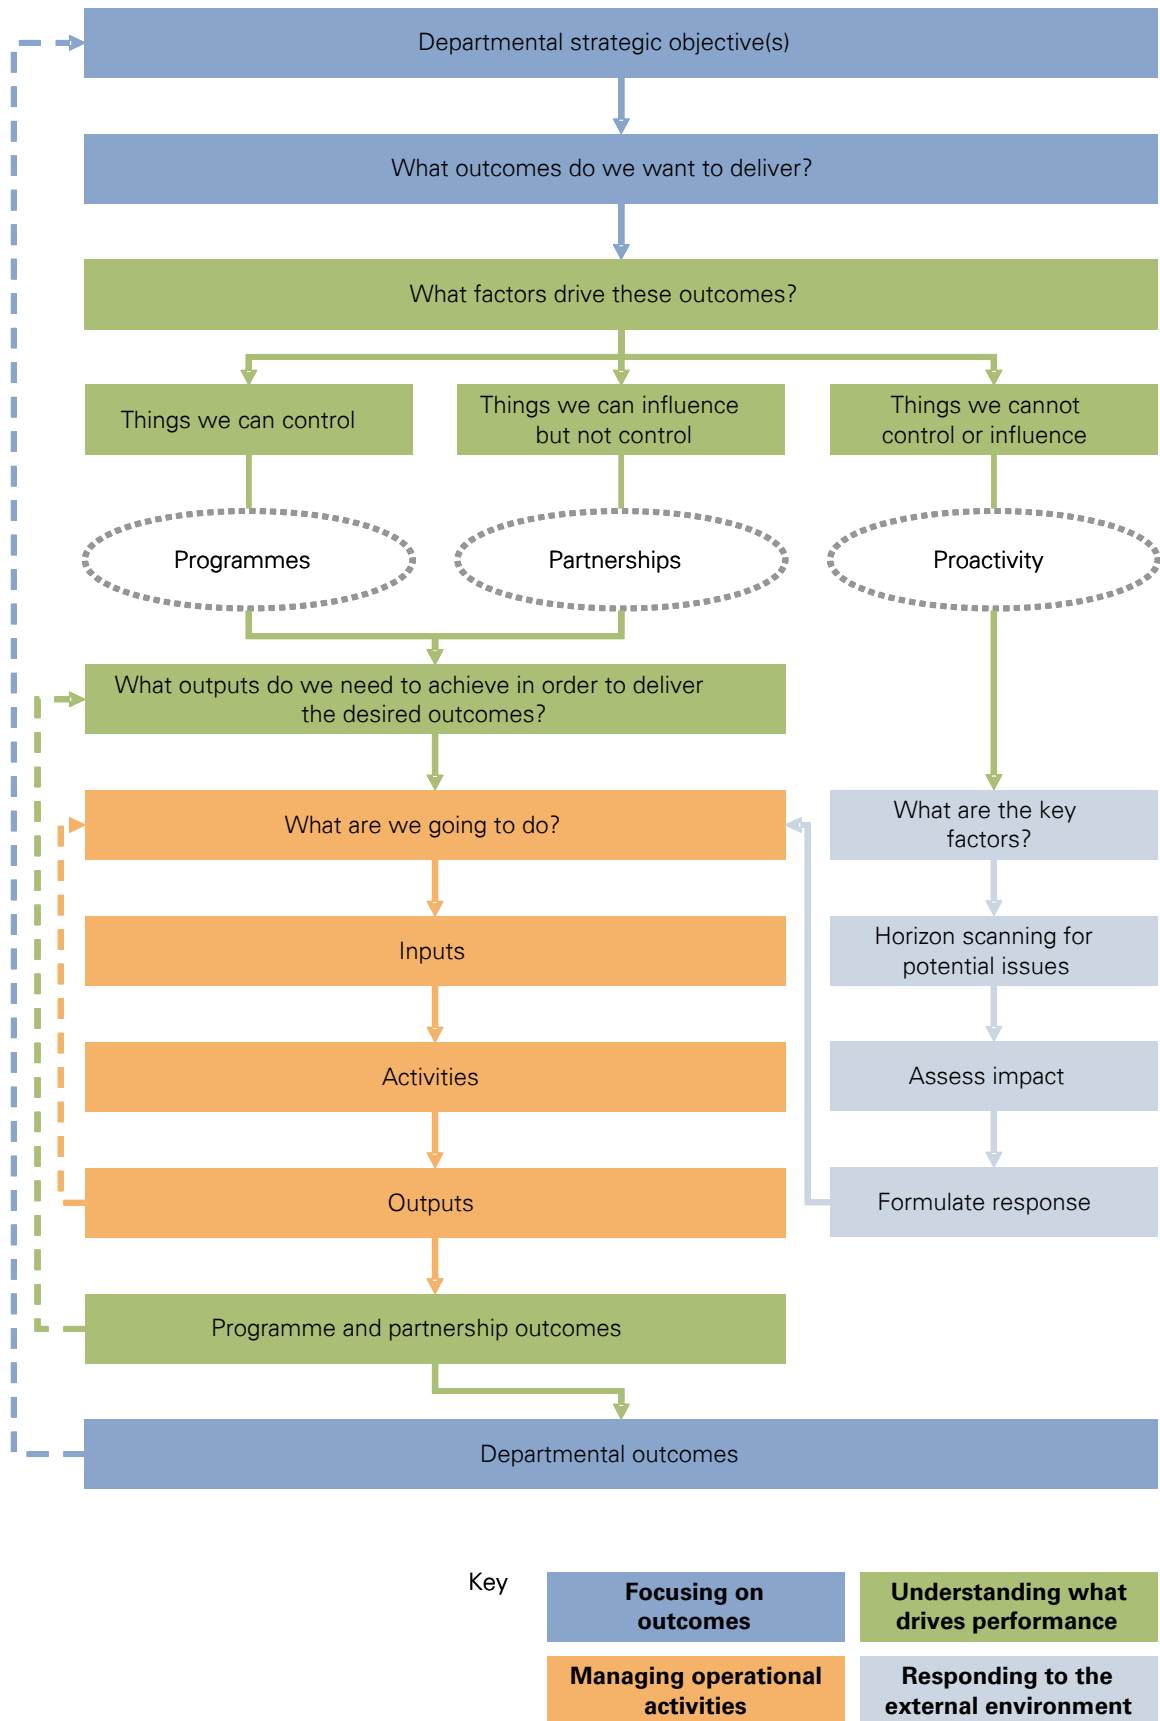 Departmental strategic objective(s)
What outcomes do we want to deliver?
What factors drive these outcomes?
Things we can control
Things we can influence
but not control
Things we cannot
control or influence
Programmes
Partnerships
Proactivity
What outputs do we need to achieve in order to deliver
the desired outcomes?
What are we going to do?
What are the key
factors?
Inputs
Horizon scanning for
potential issues
Activities
Assess impact
Outputs
Formulate response
Programme and partnership outcomes
Departmental outcomes
Key
Focusing on
outcomes
Understanding what
drives performance
Managing operational
activities
Responding to the
external environment